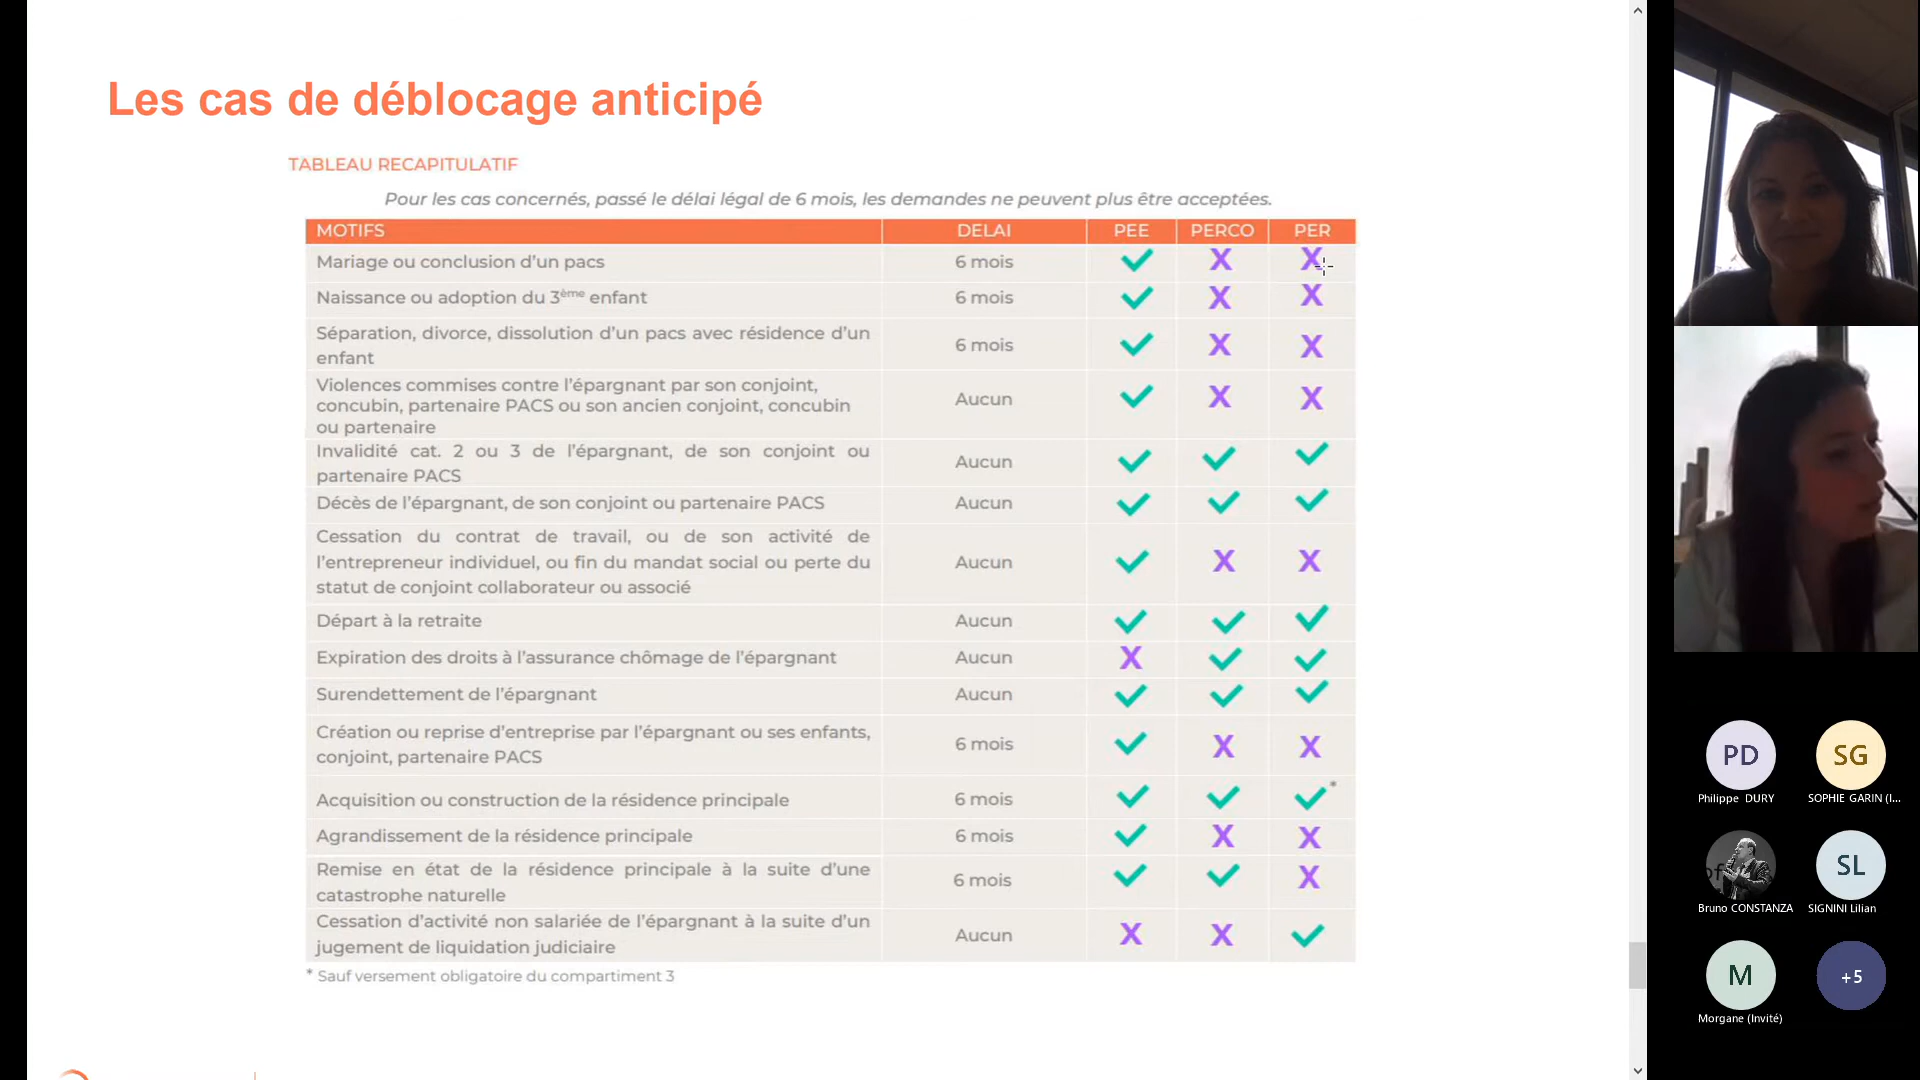 Les cas de déblocage anticipé
TABLEAU RECAPITULATIF
Pour les cas concernés, passé le délai légal de 6 mois, les demandes ne peuvent plus être acceptées.
MOTIFS DELAI PEE PERCO PER
Mariage ou conclusion d'un pacs 6 mois ✓ X X
Naissance ou adoption du 3ème enfant 6 mois ✓ X X
Séparation, divorce, dissolution d'un pacs avec résidence d'un
enfant 6 mois ✓ X X
Violences commises contre l'épargnant par son conjoint,
concubin, partenaire PACS ou son ancien conjoint, concubin
ou partenaire Aucun ✓ X X
Invalidité cat. 2 ou 3 de l'épargnant, de son conjoint ou
partenaire PACS Aucun ✓ ✓ ✓
Décès de l'épargnant, de son conjoint ou partenaire PACS Aucun ✓ ✓ ✓
Cessation du contrat de travail, ou de son activité de
l'entrepreneur individuel, ou fin du mandat social ou perte du
statut de conjoint collaborateur ou associé Aucun ✓ X X
Départ à la retraite Aucun ✓ ✓ ✓
Expiration des droits à l'assurance chômage de l'épargnant Aucun X ✓ ✓
Surendettement de l'épargnant Aucun ✓ ✓ ✓
Création ou reprise d'entreprise par l'épargnant ou ses enfants,
conjoint, partenaire PACS 6 mois ✓ X X
Acquisition ou construction de la résidence principale 6 mois ✓ ✓ ✓ *
Agrandissement de la résidence principale 6 mois ✓ X X
Remise en état de la résidence principale à la suite d'une
catastrophe naturelle 6 mois ✓ ✓ X
Cessation d'activité non salariée de l'épargnant à la suite d'un
jugement de liquidation judiciaire Aucun X X ✓
* Sauf versement obligatoire du compartiment 3
PD
Philippe DURY
SG
SOPHIE GARIN (I...
Bruno CONSTANZA
SL
SIGNINI Lilian
M
Morgane (Invité)
+5